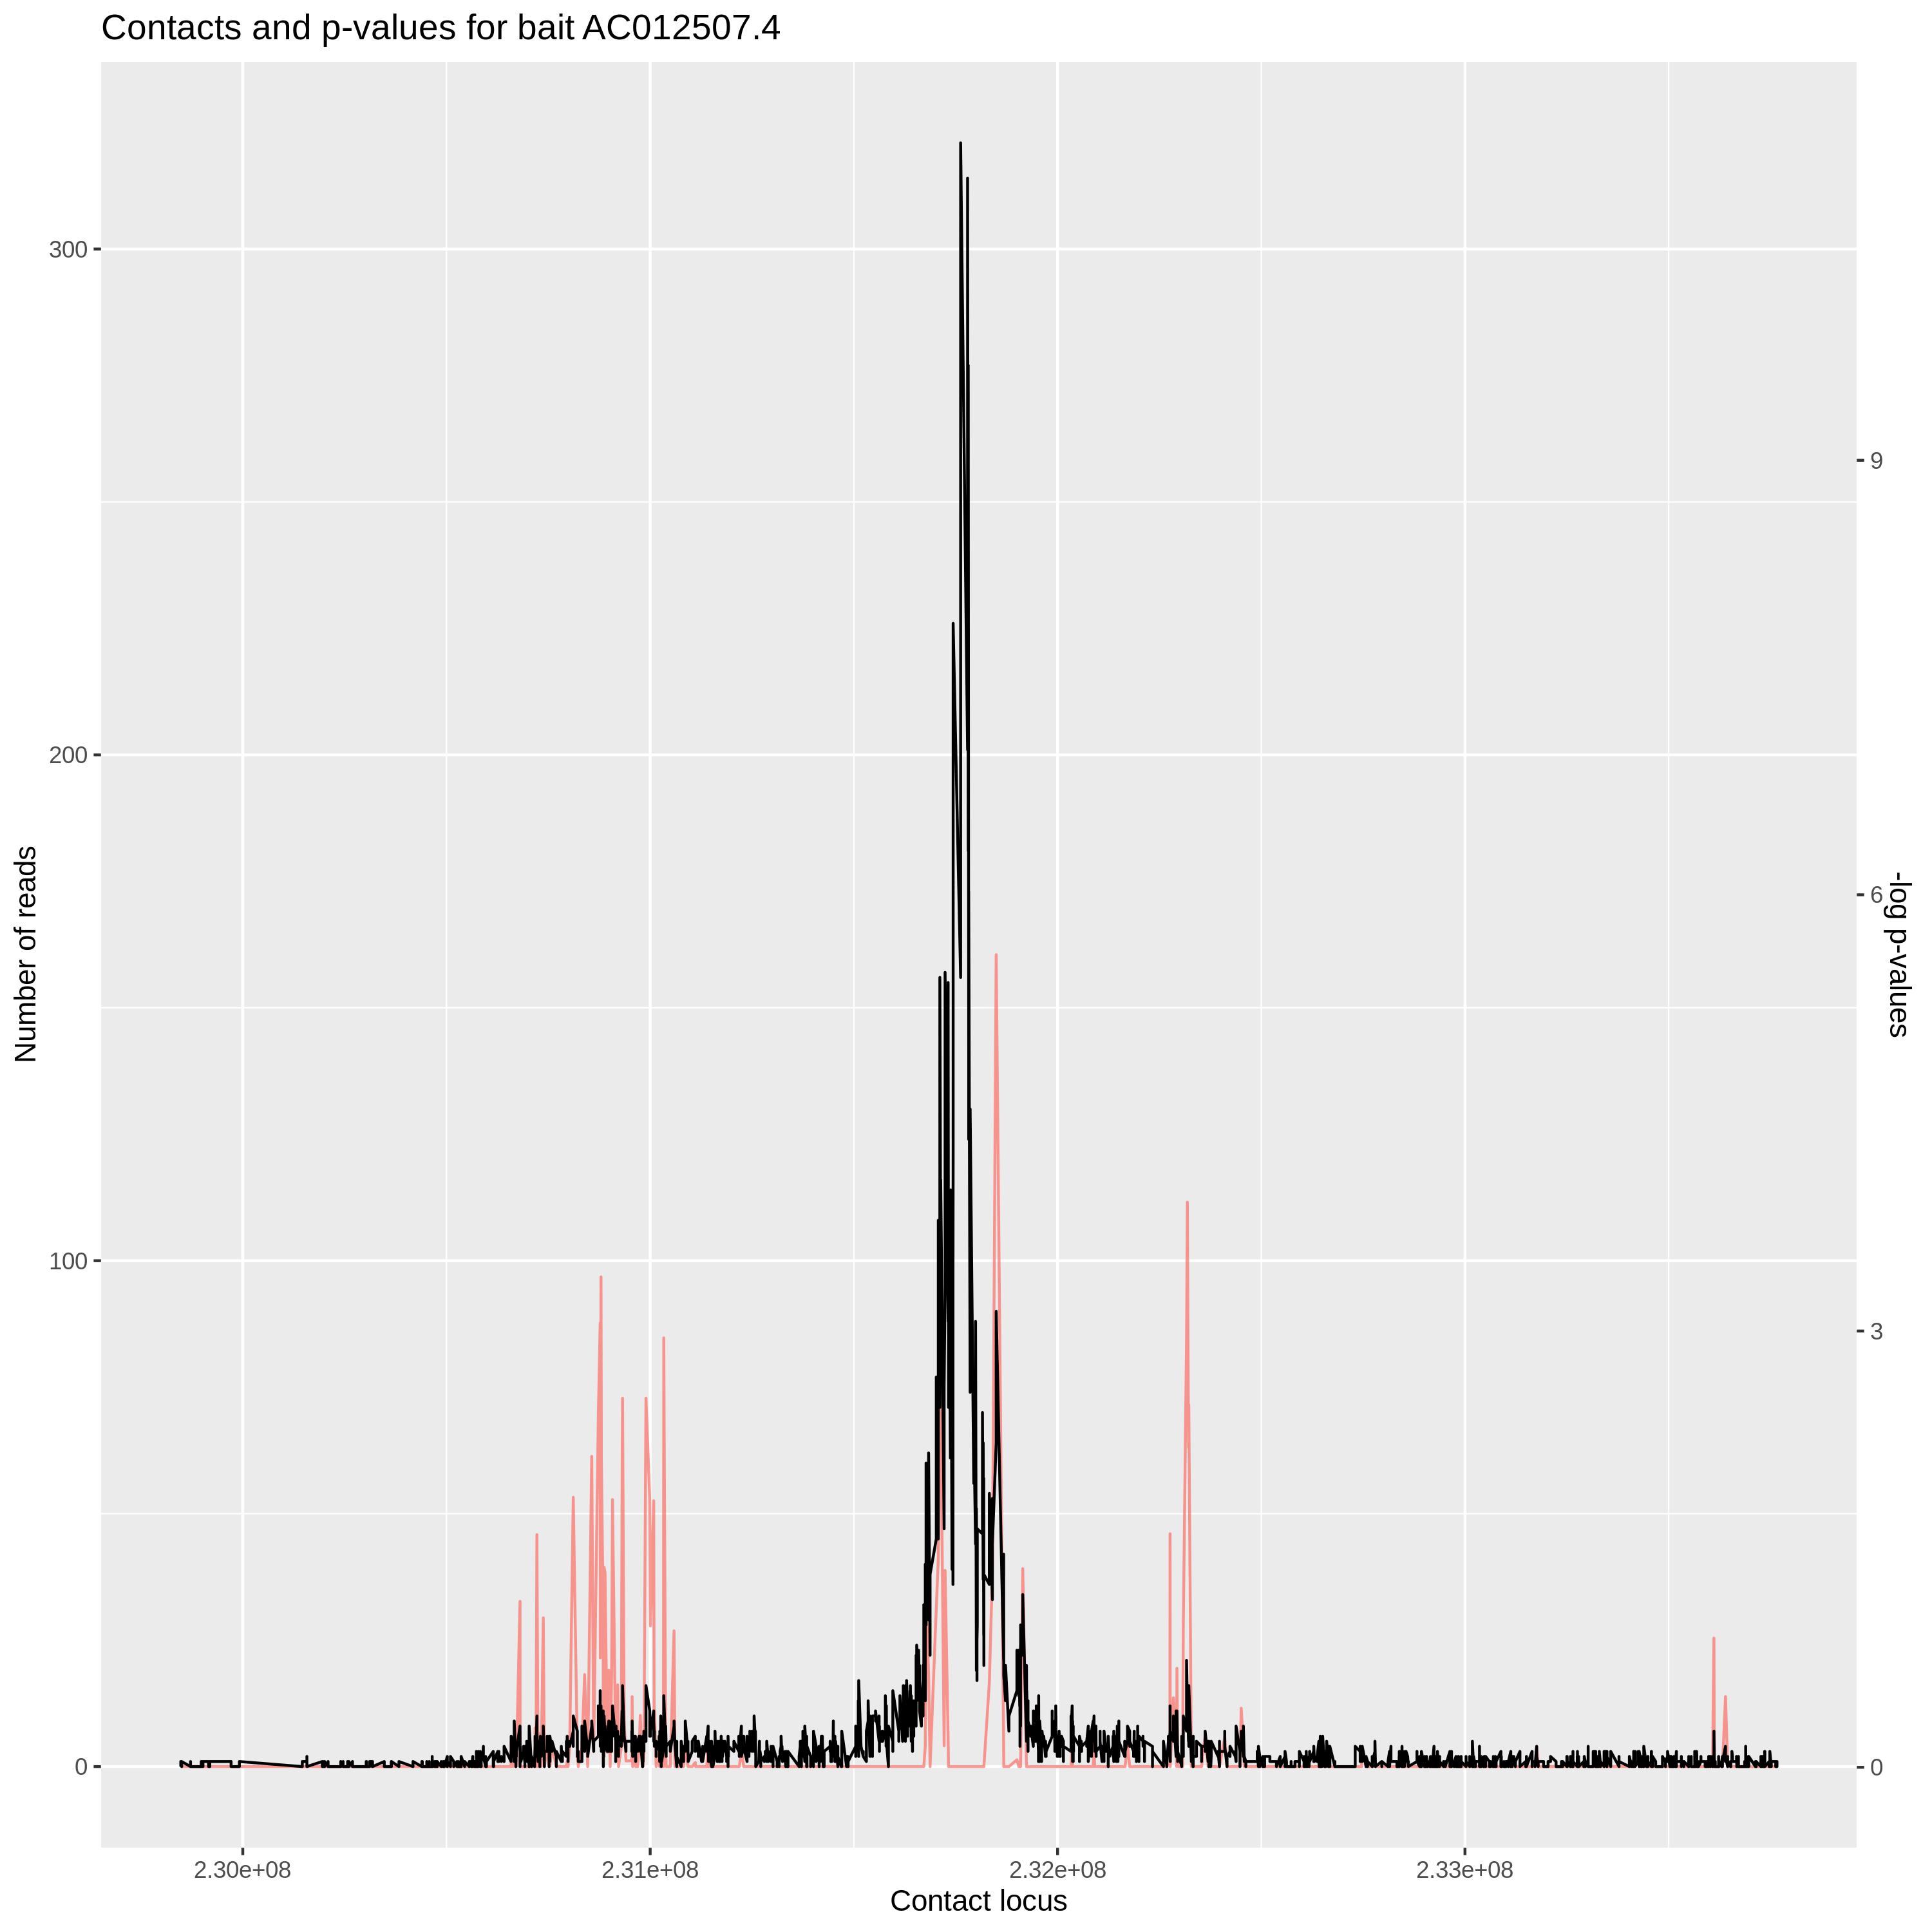 Contacts and p-values for bait AC012507.4
300
200
100
0
Number of reads
9
6
3
0
-log p-values
2.30e+08 2.31e+08 2.32e+08 2.33e+08
Contact locus